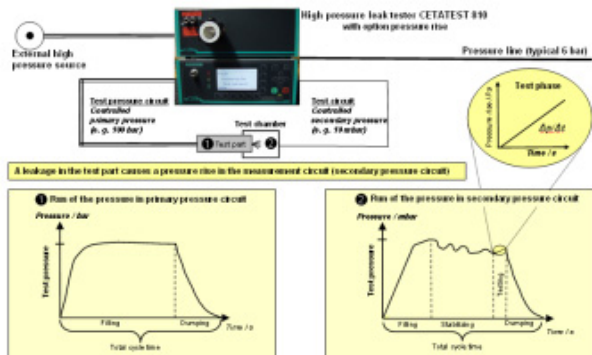 High pressure leak tester CETATEST 810
with option pressure rise
External high
pressure source
Pressure line (typical 6 bar)
Test pressure circuit
Controlled
primary pressure
(e. g. 100 bar)
Test circuit
Controlled
secondary pressure
(e. g. 10 mbar)
Test chamber
1 Test part
2
Test phase
Pressure rise / Pa
Δp/Δt
Time / s
A leakage in the test part causes a pressure rise in the measurement circuit (secondary pressure circuit)
1 Run of the pressure in primary pressure circuit
Pressure / bar
Test pressure
Filling
Dumping
Time / s
Total cycle time
2 Run of the pressure in secondary pressure circuit
Pressure / mbar
Test pressure
Filling
Stabilizing
Testing
Dumping
Time / s
Total cycle time